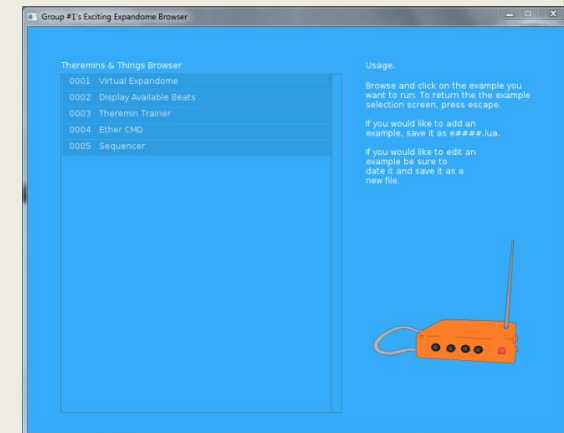 Group #1's Exciting Expandome Browser
Theremins & Things Browser
0001 Virtual Expandome
0002 Display Available Beats
0003 Theremin Trainer
0004 Ether CMD
0005 Sequencer
Usage.
Browse and click on the example you
want to run. To return the the example
selection screen, press escape.
If you would like to add an
example, save it as e####.lua.
If you would like to edit an
example be sure to
date it and save it as a
new file.